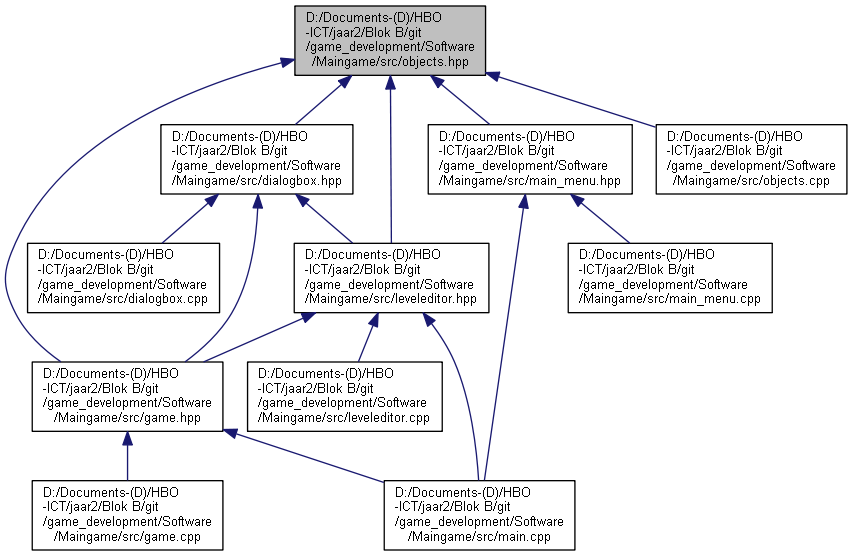 D:/Documents-(D)/HBO
-ICT/jaar2/Blok B/git
/game_development/Software
/Maingame/src/objects.hpp
D:/Documents-(D)/HBO
-ICT/jaar2/Blok B/git
/game_development/Software
/Maingame/src/dialogbox.hpp
D:/Documents-(D)/HBO
-ICT/jaar2/Blok B/git
/game_development/Software
/Maingame/src/main_menu.hpp
D:/Documents-(D)/HBO
-ICT/jaar2/Blok B/git
/game_development/Software
/Maingame/src/objects.cpp
D:/Documents-(D)/HBO
-ICT/jaar2/Blok B/git
/game_development/Software
/Maingame/src/dialogbox.cpp
D:/Documents-(D)/HBO
-ICT/jaar2/Blok B/git
/game_development/Software
/Maingame/src/leveleditor.hpp
D:/Documents-(D)/HBO
-ICT/jaar2/Blok B/git
/game_development/Software
/Maingame/src/main_menu.cpp
D:/Documents-(D)/HBO
-ICT/jaar2/Blok B/git
/game_development/Software
/Maingame/src/game.hpp
D:/Documents-(D)/HBO
-ICT/jaar2/Blok B/git
/game_development/Software
/Maingame/src/leveleditor.cpp
D:/Documents-(D)/HBO
-ICT/jaar2/Blok B/git
/game_development/Software
/Maingame/src/game.cpp
D:/Documents-(D)/HBO
-ICT/jaar2/Blok B/git
/game_development/Software
/Maingame/src/main.cpp